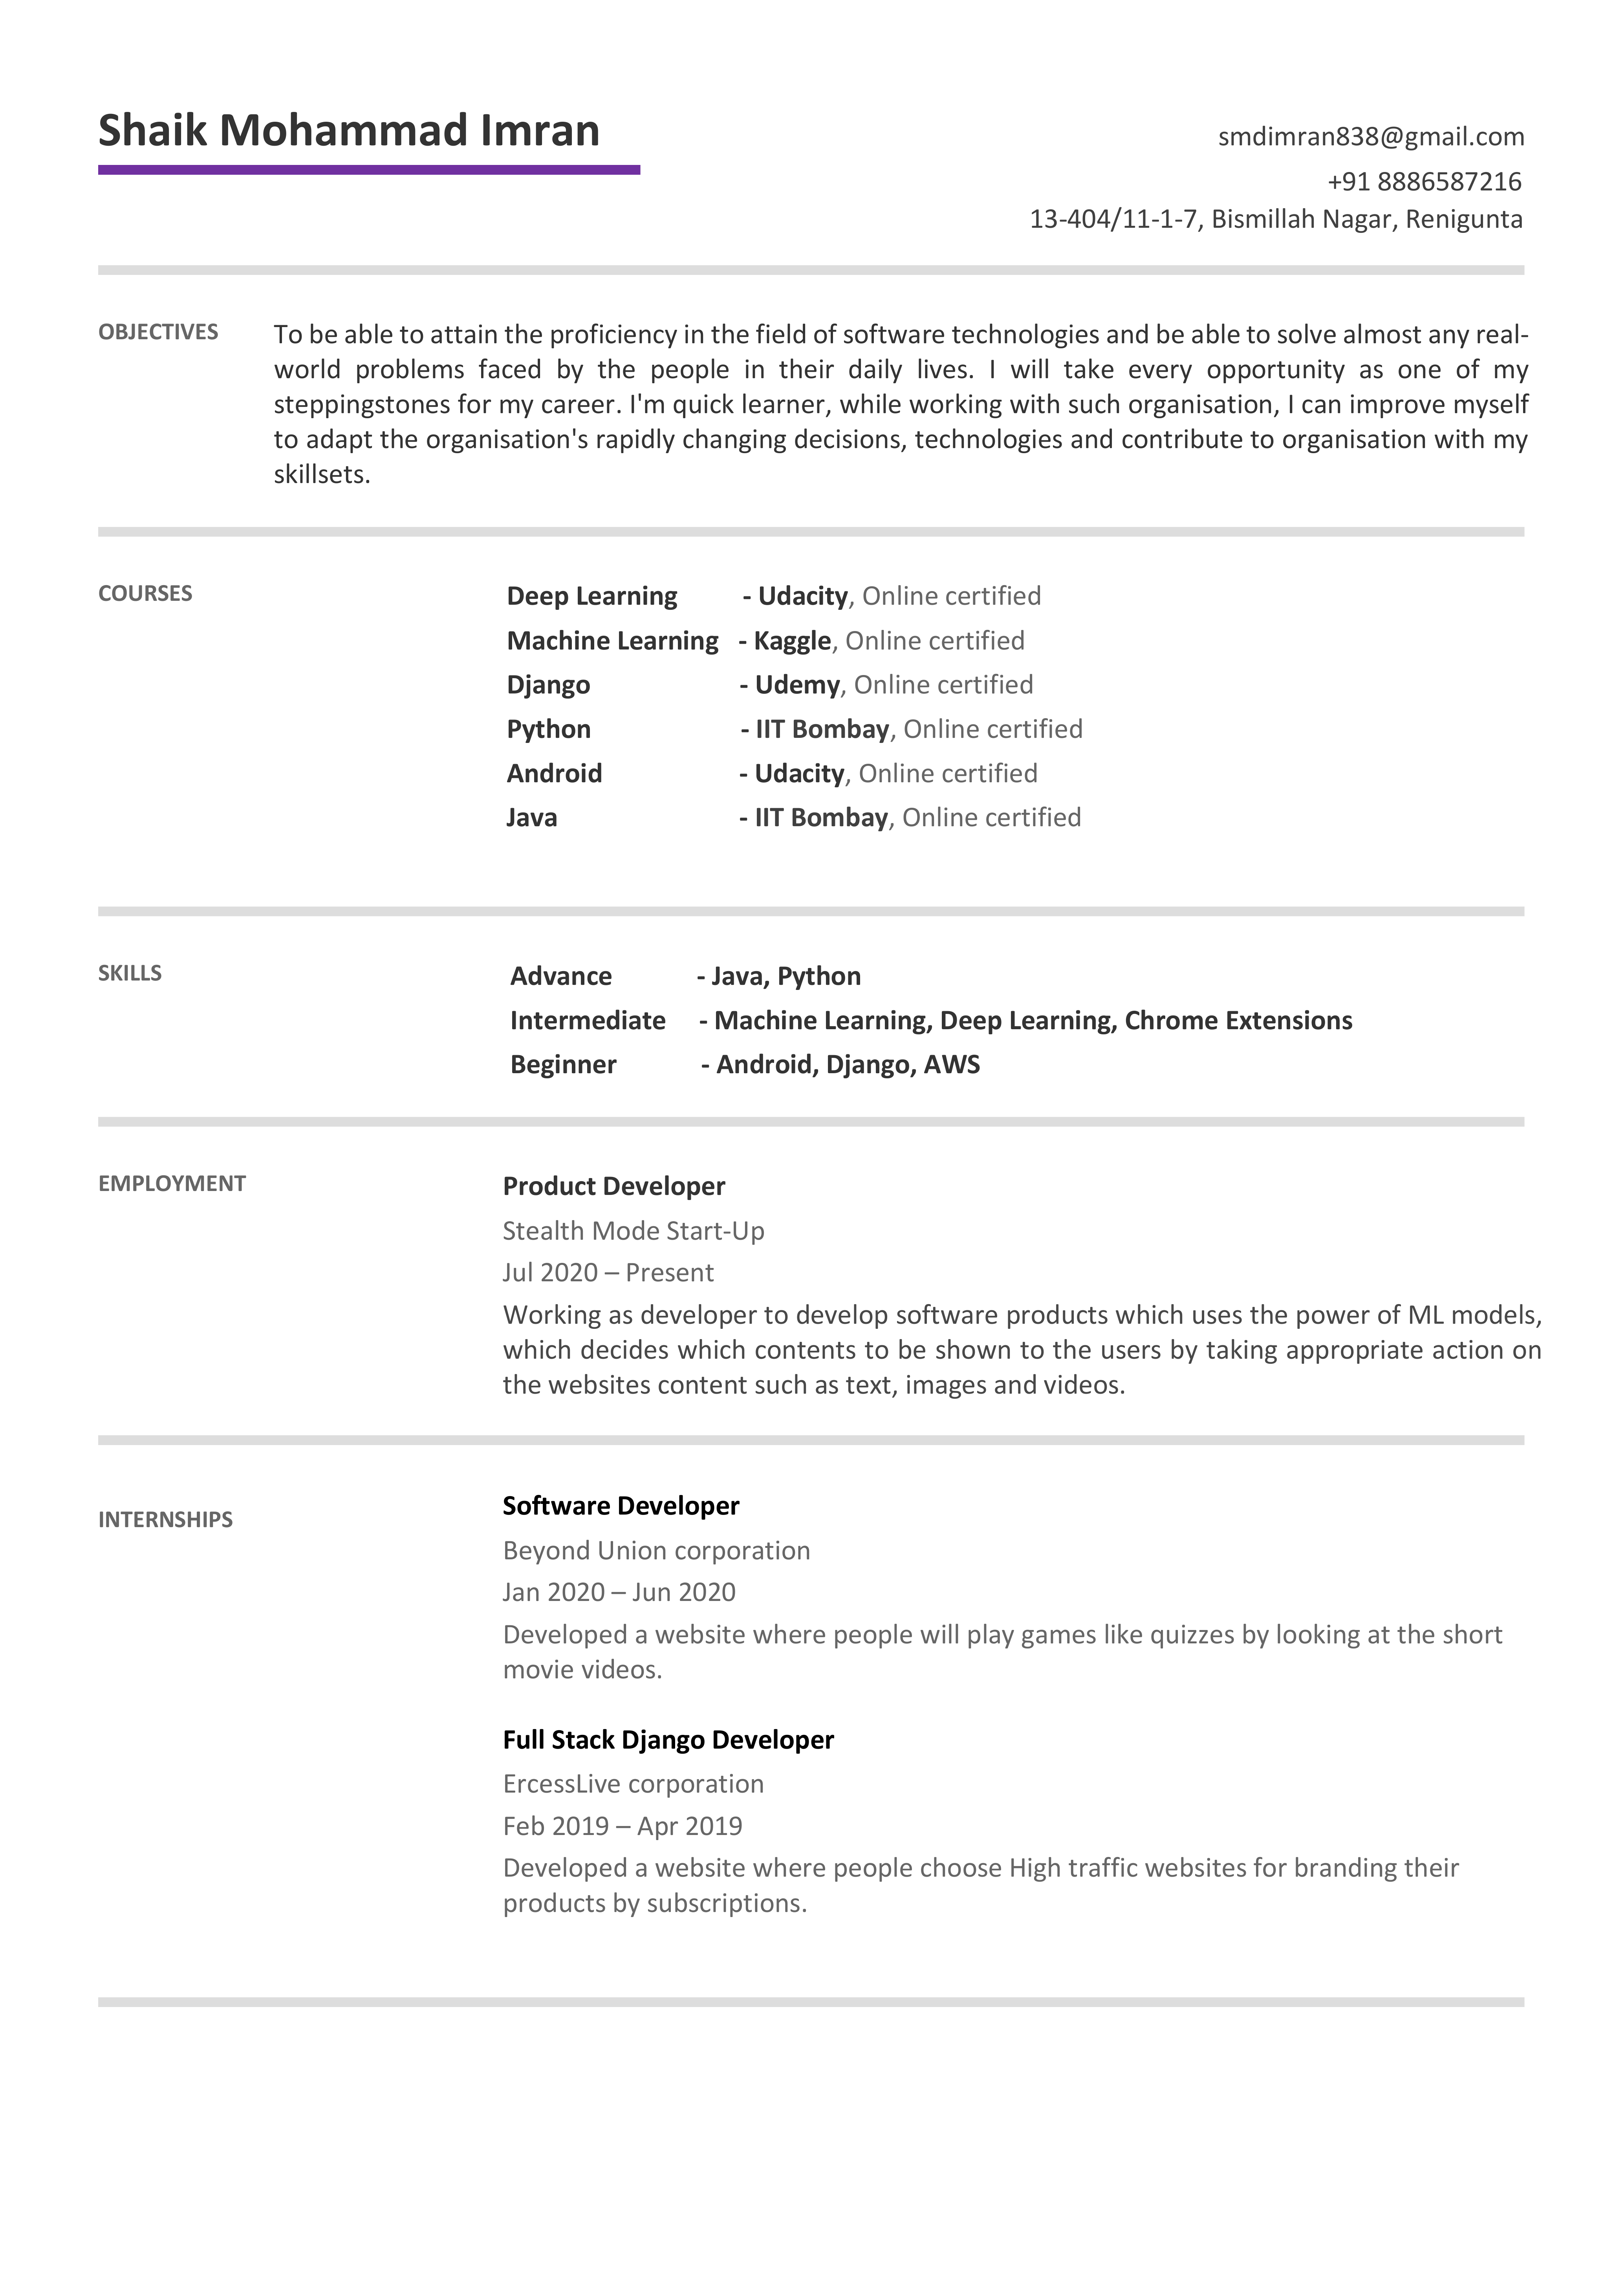 Shaik Mohammad Imran
smdimran838@gmail.com
+91 8886587216
13-404/11-1-7, Bismillah Nagar, Renigunta
OBJECTIVES
To be able to attain the proficiency in the field of software technologies and be able to solve almost any real-
world problems faced by the people in their daily lives. I will take every opportunity as one of my
steppingstones for my career. I'm quick learner, while working with such organisation, I can improve myself
to adapt the organisation's rapidly changing decisions, technologies and contribute to organisation with my
skillsets.
COURSES
Deep Learning - Udacity, Online certified
Machine Learning - Kaggle, Online certified
Django - Udemy, Online certified
Python - IIT Bombay, Online certified
Android - Udacity, Online certified
Java - IIT Bombay, Online certified
SKILLS
Advance - Java, Python
Intermediate - Machine Learning, Deep Learning, Chrome Extensions
Beginner - Android, Django, AWS
EMPLOYMENT
Product Developer
Stealth Mode Start-Up
Jul 2020 – Present
Working as developer to develop software products which uses the power of ML models,
which decides which contents to be shown to the users by taking appropriate action on
the websites content such as text, images and videos.
INTERNSHIPS
Software Developer
Beyond Union corporation
Jan 2020 – Jun 2020
Developed a website where people will play games like quizzes by looking at the short
movie videos.
Full Stack Django Developer
ErcessLive corporation
Feb 2019 – Apr 2019
Developed a website where people choose High traffic websites for branding their
products by subscriptions.